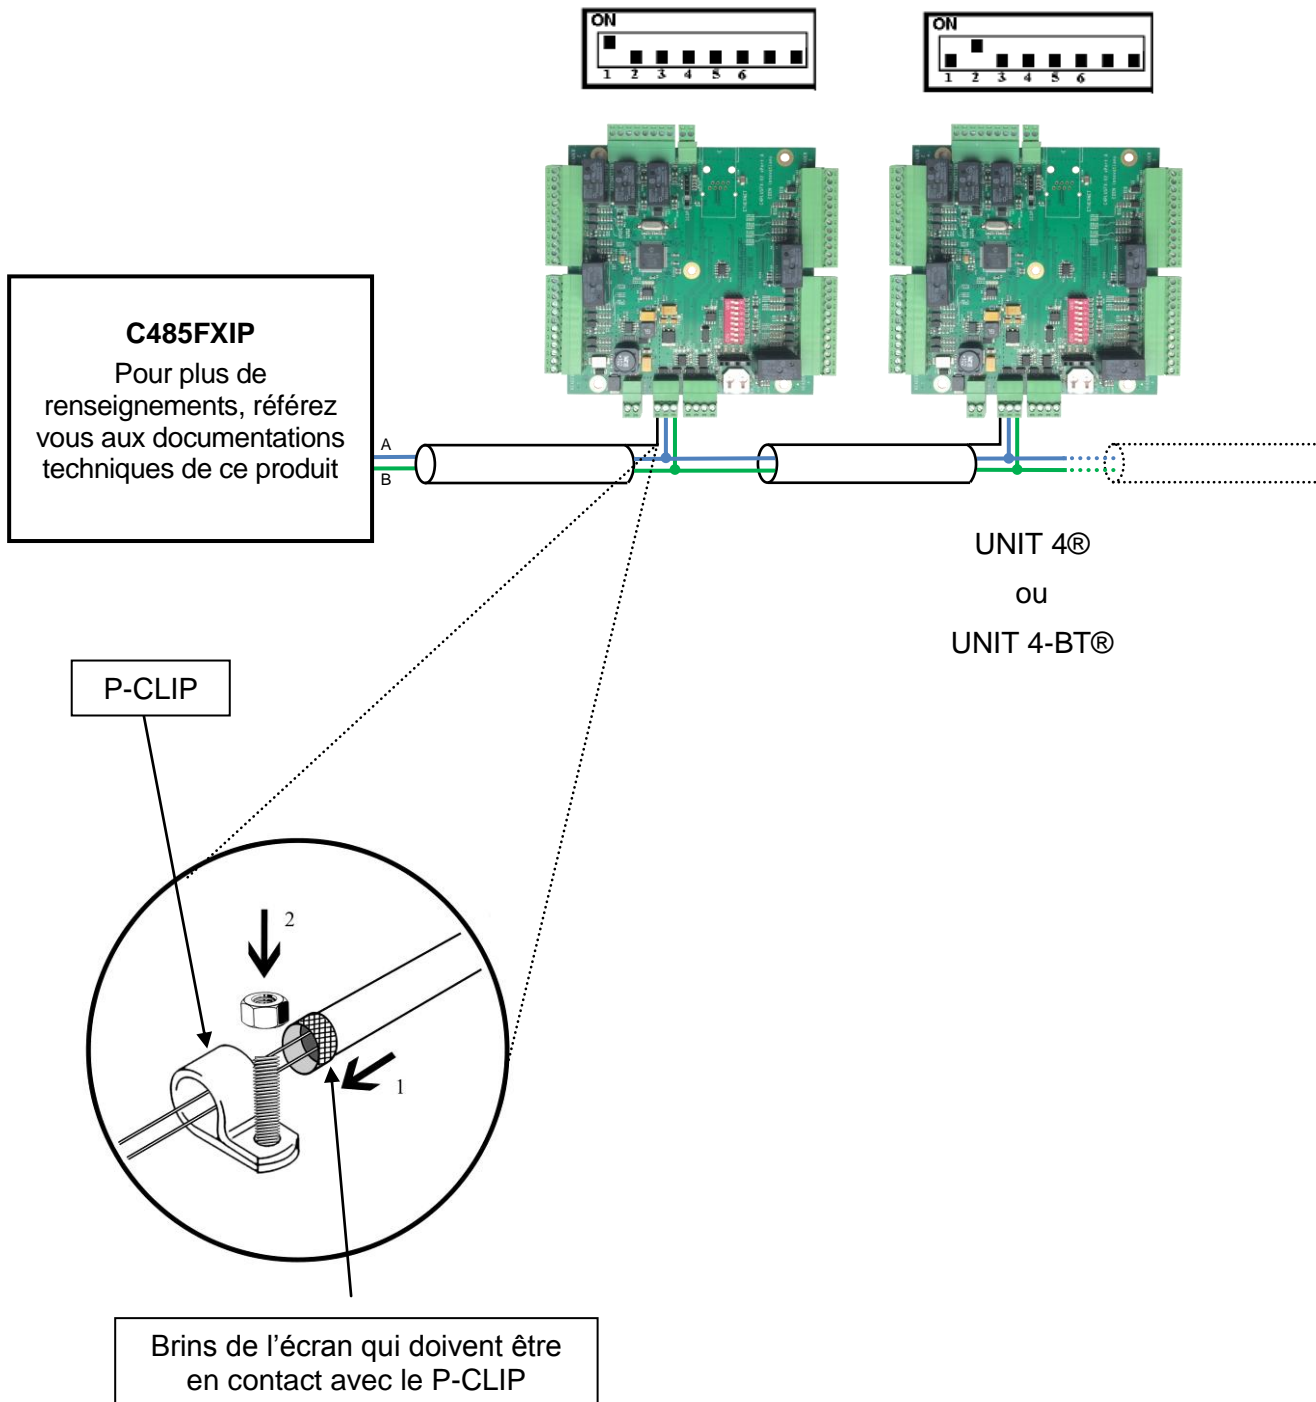 ON
1 2 3 4 5 6
ON
1 2 3 4 5 6
C485FXIP
Pour plus de
renseignements, référez
vous aux documentations
techniques de ce produit
A
B
UNIT 4®
ou
UNIT 4-BT®
P-CLIP
2
1
Brins de l’écran qui doivent être
en contact avec le P-CLIP